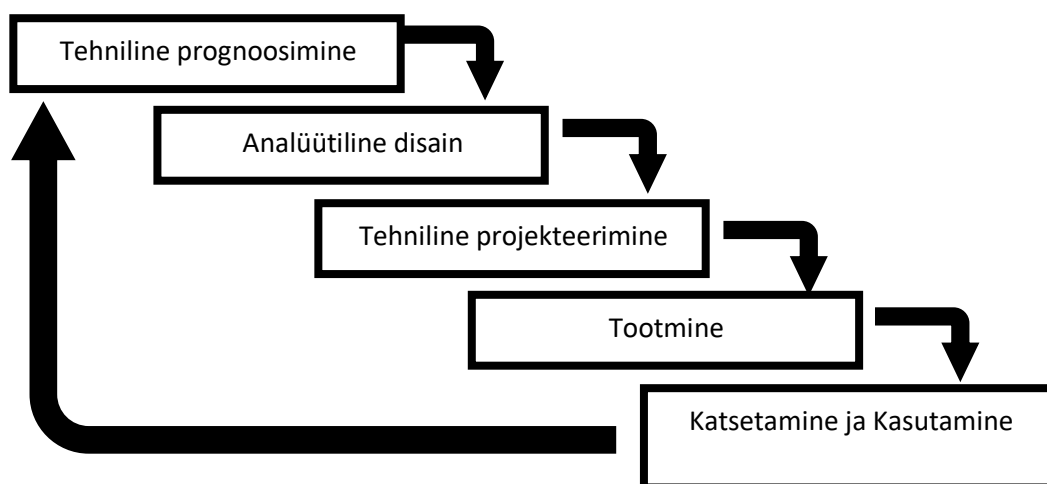 Tehniline prognoosimine
Analüütiline disain
Tehniline projekteerimine
Tootmine
Katsetamine ja Kasutamine